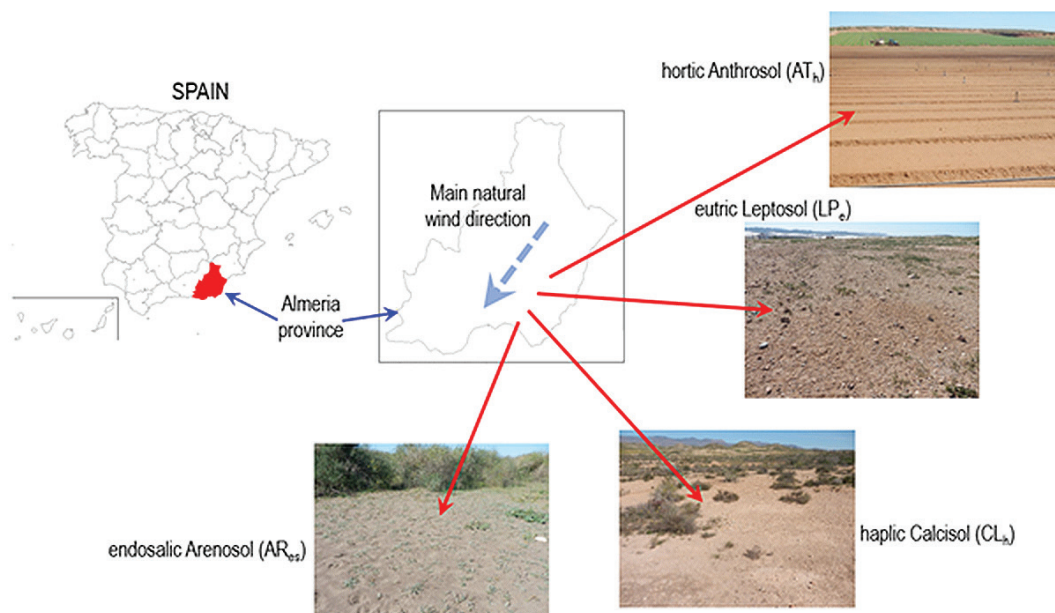 SPAIN
Main natural
wind direction
Almeria
province
hortic Anthrosol (ATh)
eutric Leptosol (LPe)
endosalic Arenosol (ARes)
haplic Calcisol (CLh)